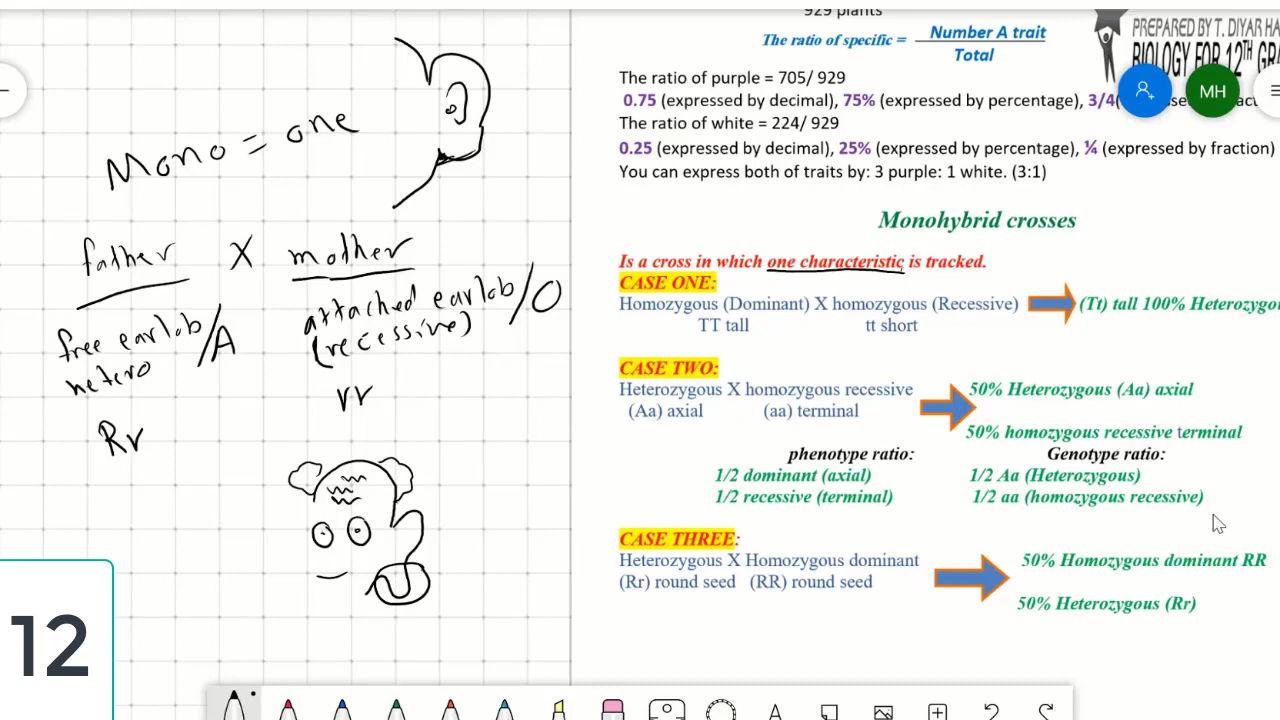 Mono = one
father X mother
free earlob/A
hetero
attached earlob/O
(recessive)
Rr
rr
12
929 plants
The ratio of specific = Number A trait
Total
The ratio of purple = 705/ 929
0.75 (expressed by decimal), 75% (expressed by percentage), 3/4
The ratio of white = 224/ 929
0.25 (expressed by decimal), 25% (expressed by percentage), ¼ (expressed by fraction)
You can express both of traits by: 3 purple: 1 white. (3:1)
PREPARED BY T. DIYAR
BIOLOGY FOR 12TH
MH
Monohybrid crosses
Is a cross in which one characteristic is tracked.
CASE ONE:
Homozygous (Dominant) X homozygous (Recessive) (Tt) tall 100%
TT tall tt short
CASE TWO:
Heterozygous X homozygous recessive 50% Heterozygous (Aa) axial
(Aa) axial (aa) terminal
50% homozygous recessive terminal
phenotype ratio: Genotype ratio:
1/2 dominant (axial) 1/2 Aa (Heterozygous)
1/2 recessive (terminal) 1/2 aa (homozygous recessive)
CASE THREE:
Heterozygous X Homozygous dominant 50% Homozygous dominant RR
(Rr) round seed (RR) round seed
50% Heterozygous (Rr)